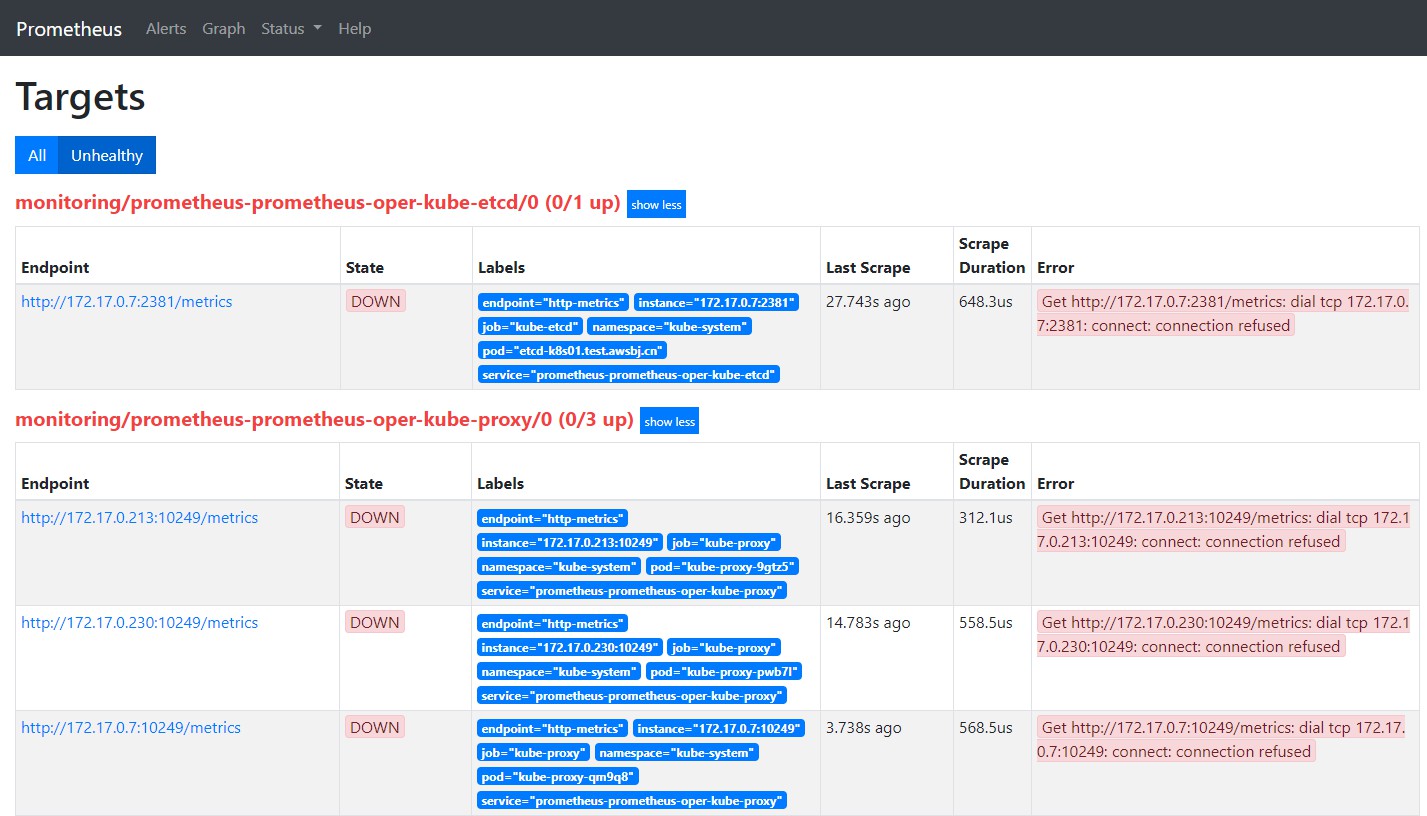 Prometheus Alerts Graph Status Help
Targets
All Unhealthy
monitoring/prometheus-prometheus-oper-kube-etcd/0 (0/1 up) show less
Endpoint State Labels Last Scrape Scrape Duration Error
http://172.17.0.7:2381/metrics DOWN endpoint="http-metrics" instance="172.17.0.7:2381" 27.743s ago 648.3us Get http://172.17.0.7:2381/metrics: dial tcp 172.17.0.
job="kube-etcd" namespace="kube-system" 7:2381: connect: connection refused
pod="etcd-k8s01.test.awsbj.cn"
service="prometheus-prometheus-oper-kube-etcd"
monitoring/prometheus-prometheus-oper-kube-proxy/0 (0/3 up) show less
Endpoint State Labels Last Scrape Scrape Duration Error
http://172.17.0.213:10249/metrics DOWN endpoint="http-metrics" 16.359s ago 312.1us Get http://172.17.0.213:10249/metrics: dial tcp 172.1
instance="172.17.0.213:10249" job="kube-proxy" 7.0.213:10249: connect: connection refused
namespace="kube-system" pod="kube-proxy-9gtz5"
service="prometheus-prometheus-oper-kube-proxy"
http://172.17.0.230:10249/metrics DOWN endpoint="http-metrics" 14.783s ago 558.5us Get http://172.17.0.230:10249/metrics: dial tcp 172.1
instance="172.17.0.230:10249" job="kube-proxy" 7.0.230:10249: connect: connection refused
namespace="kube-system" pod="kube-proxy-pwb7l"
service="prometheus-prometheus-oper-kube-proxy"
http://172.17.0.7:10249/metrics DOWN endpoint="http-metrics" instance="172.17.0.7:10249" 3.738s ago 568.5us Get http://172.17.0.7:10249/metrics: dial tcp 172.17.
job="kube-proxy" namespace="kube-system" 0.7:10249: connect: connection refused
pod="kube-proxy-qm9q8"
service="prometheus-prometheus-oper-kube-proxy"